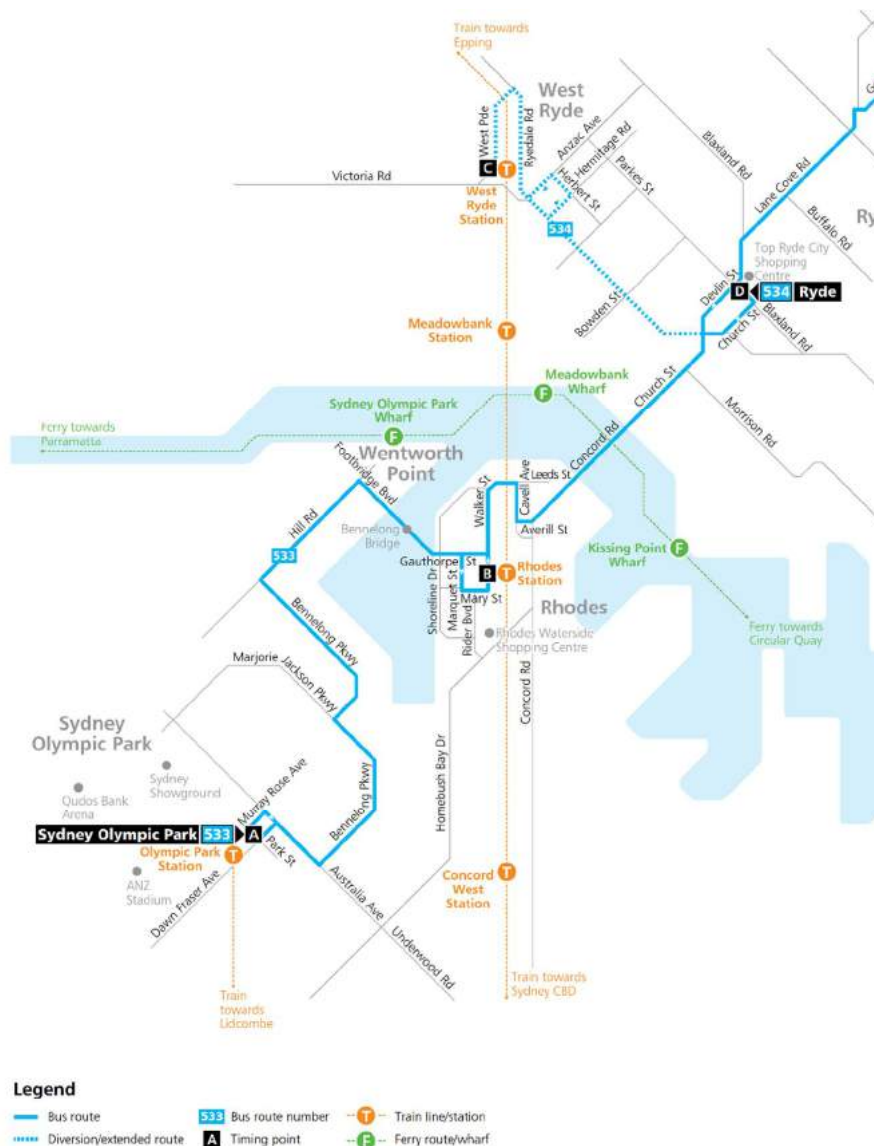 Train towards
Epping
West
Ryde
West Pde
Ryedale Rd
Anzac Ave
Hermitage Rd
Herbert St
Parkes St
Blaxland Rd
Lane Cove Rd
Buffalo Rd
C
T
Victoria Rd
West
Ryde
Station
534
Top Ryde City
Shopping
Centre
Devlin St
D
534
Ryde
Bowden St
Church St
Blaxland Rd
Meadowbank
Station
T
Church St
Morrison Rd
Meadowbank
Wharf
F
Sydney Olympic Park
Wharf
F
Ferry towards
Parramatta
Wentworth
Point
Footbridge Bvd
Concord Rd
Walker St
Cavell Ave
Leeds St
Averill St
Hill Rd
533
Bennelong
Bridge
Gauthorpe St
B
T
Rhodes
Station
Kissing Point
Wharf
F
Shoreline Dr
Marquet St
Mary St
Rider Bvd
Rhodes
Rhodes Waterside
Shopping Centre
Ferry towards
Circular Quay
Bennelong Pkwy
Marjorie
Jackson Pkwy
Concord Rd
Homebush Bay Dr
Sydney
Olympic Park
Sydney
Showground
Qudos Bank
Arena
Murray Rose Ave
Bennelong Pkwy
Sydney Olympic Park
533
A
Olympic Park
Station
T
Park St
ANZ
Stadium
Dawn Fraser Ave
Australia Ave
Concord
West
Station
T
Underwood Rd
Train
towards
Lidcombe
Train towards
Sydney CBD
Legend
Bus route
533 Bus route number
T Train line/station
Diversion/extended route
A Timing point
F Ferry route/wharf